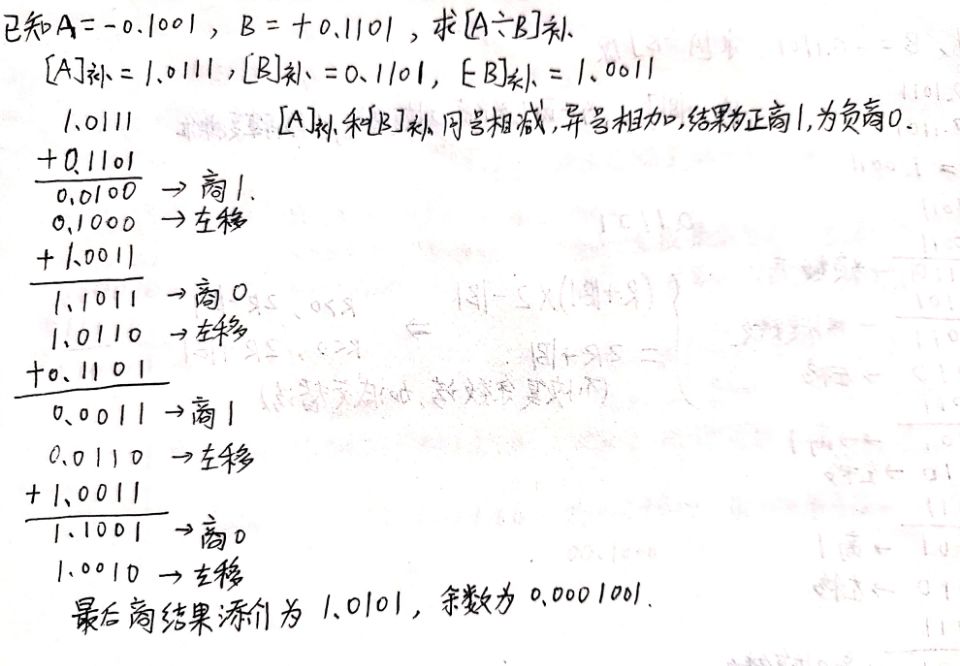 已知A=-0.1001, B=+0.1101, 求[A÷B]补.
[A]补=1.0111, [B]补=0.1101, [-B]补=1.0011
1.0111 [A]补和[B]补同号相减,异号相加,结果为正商1,为负商0.
+0.1101
0.0100 → 商1.
0.1000 → 左移
+1.0011
1.1011 → 商0
1.0110 → 左移
+0.1101
0.0011 → 商1
0.0110 → 左移
+1.0011
1.1001 → 商0
1.0010 → 左移
最后商结果添1为 1.0101, 余数为 0.0001001.